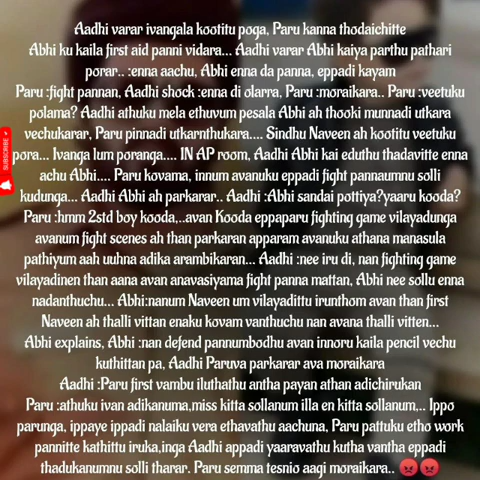 Aadhi varar ivangala kootitu poga, Paru kanna thodaichitte
Abhi ku kaila first aid panni vidara... Aadhi varar Abhi kaiya parthu pathari
porar.. :enna aachu, Abhi enna da panna, eppadi kayam
Paru :fight pannan, Aadhi shock :enna di olarra, Paru :moraikara.. Paru :veetuku
polama? Aadhi athuku mela ethuvum pesala Abhi ah thooki munnadi utkara
vechukarar, Paru pinnadi utkarnthukara.... Sindhu Naveen ah kootitu veetuku
pora... Ivanga lum poranga.... IN AP room, Aadhi Abhi kai eduthu thadavitte enna
achu Abhi.... Paru kovama, innum avanuku eppadi fight pannaumnu solli
kudunga... Aadhi Abhi ah parkarar.. Aadhi :Abhi sandai pottiya?yaaru kooda?
SUBSCRIBE
Paru :hmm 2std boy kooda,..avan Kooda eppaparu fighting game vilayadunga
avanum fight scenes ah than parkaran apparam avanuku athana manasula
pathiyum aah uuhna adika arambikaran... Aadhi :nee iru di, nan fighting game
vilayadinen than aana avan anavasiyama fight panna mattan, Abhi nee sollu enna
nadanthuchu... Abhi:nanum Naveen um vilayadittu irunthom avan than first
Naveen ah thalli vittan enaku kovam vanthuchu nan avana thalli vitten...
Abhi explains, Abhi :nan defend pannumbodhu avan innoru kaila pencil vechu
kuthittan pa, Aadhi Paruva parkarar ava moraikara
Aadhi :Paru first vambu iluthathu antha payan athan adichirukan
Paru :athuku ivan adikanuma,miss kitta sollanum illa en kitta sollanum,.. Ippo
parunga, ippaye ippadi nalaiku vera ethavathu aachuna, Paru pattuku etho work
pannitte kathittu iruka,inga Aadhi appadi yaaravathu kutha vantha eppadi
thadukanumnu solli tharar. Paru semma tesnio aagi moraikara.. 😡😡